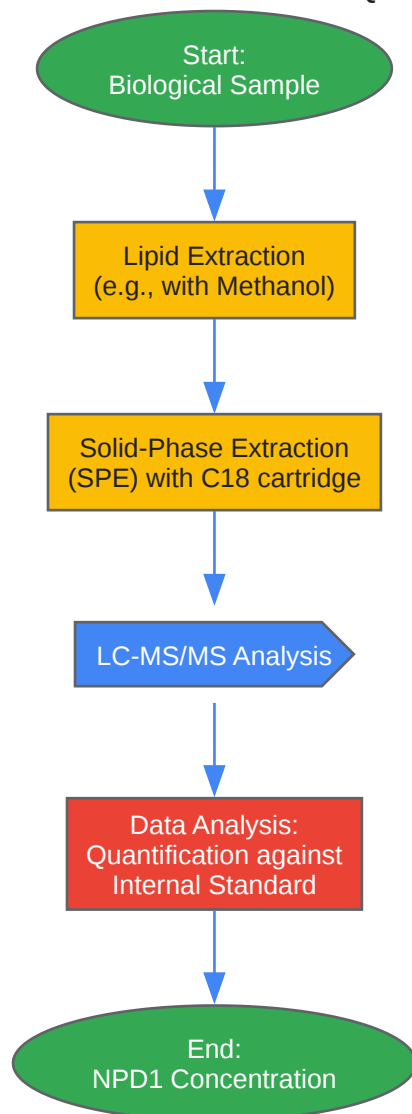 Start:
Biological Sample
Lipid Extraction
(e.g., with Methanol)
Solid-Phase Extraction
(SPE) with C18 cartridge
LC-MS/MS Analysis
Data Analysis:
Quantification against
Internal Standard
End:
NPD1 Concentration